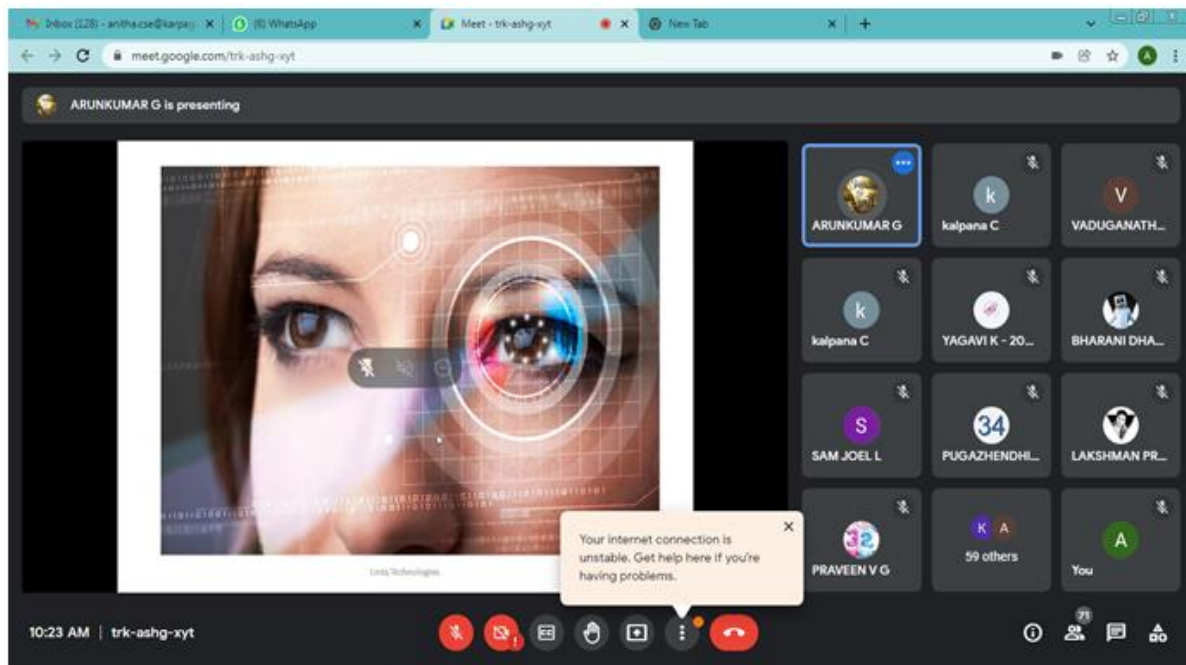 Inbox (128) - anitha.cse@karpag
(6) WhatsApp
Meet - trk-ashg-xyt
New Tab
meet.google.com/trk-ashg-xyt
A
ARUNKUMAR G is presenting
ARUNKUMAR G
k
kalpana C
V
VADUGANATH...
k
kalpana C
YAGAVI K - 20...
BHARANI DHA...
S
SAM JOEL L
34
PUGAZHENDHI...
LAKSHMAN PR...
32
PRAVEEN V G
K A
59 others
A
You
Your internet connection is
unstable. Get help here if you're
having problems.
10:23 AM | trk-ashg-xyt
CC
71